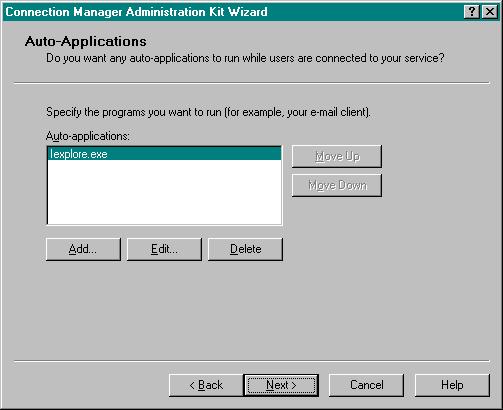 Connection Manager Administration Kit Wizard
Auto-Applications
Do you want any auto-applications to run while users are connected to your service?
Specify the programs you want to run (for example, your e-mail client).
Auto-applications:
Iexplore.exe
Move Up
Move Down
Add...
Edit...
Delete
< Back
Next >
Cancel
Help